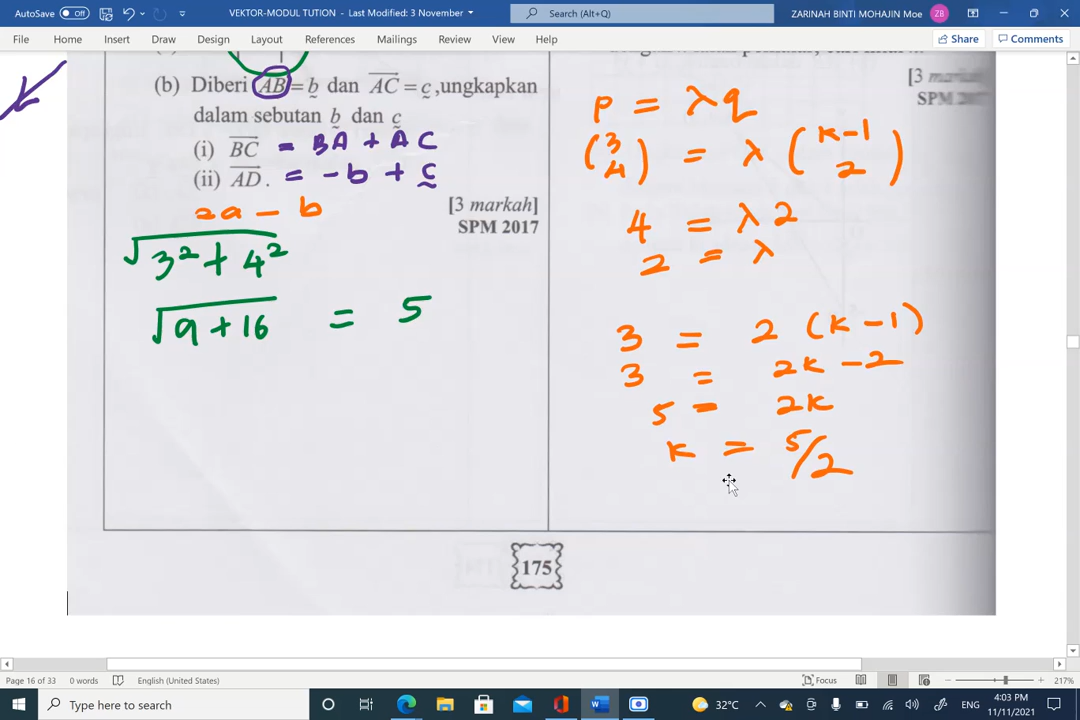 AutoSave Off VEKTOR-MODUL TUTION - Last Modified: 3 November Search (Alt+Q) ZARINAH BINTI MOHAJIN Moe ZB
File Home Insert Draw Design Layout References Mailings Review View Help Share Comments
(b) Diberi AB = b dan AC = c, ungkapkan
dalam sebutan b dan c
(i) BC = BA + AC
(ii) AD. = -b + c
2a - b
[3 markah]
SPM 2017
√3² + 4²
√9 + 16 = 5
[3 markah]
SPM
p = λq
(3 4) = λ (k-1 2)
4 = λ 2
2 = λ
3 = 2 (k-1)
3 = 2k - 2
5 = 2k
k = 5/2
175
Page 16 of 33 0 words English (United States) Focus 217%
Type here to search 32°C ENG 4:03 PM
11/11/2021